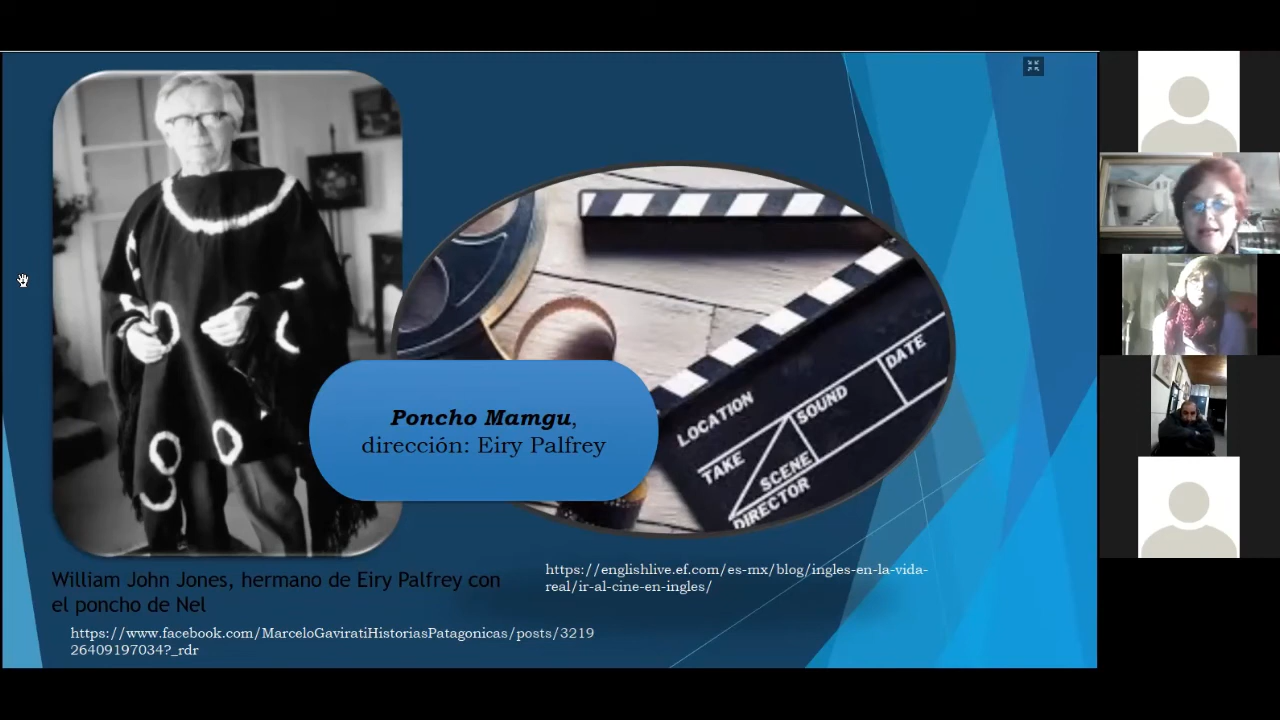 Poncho Mamgu,
dirección: Eiry Palfrey
LOCATION
SOUND
DATE
TAKE
SCENE
DIRECTOR
William John Jones, hermano de Eiry Palfrey con
el poncho de Nel
https://englishlive.ef.com/es-mx/blog/ingles-en-la-vida-
real/ir-al-cine-en-ingles/
https://www.facebook.com/MarceloGaviratiHistoriasPatagonicas/posts/3219
26409197034?_rdr